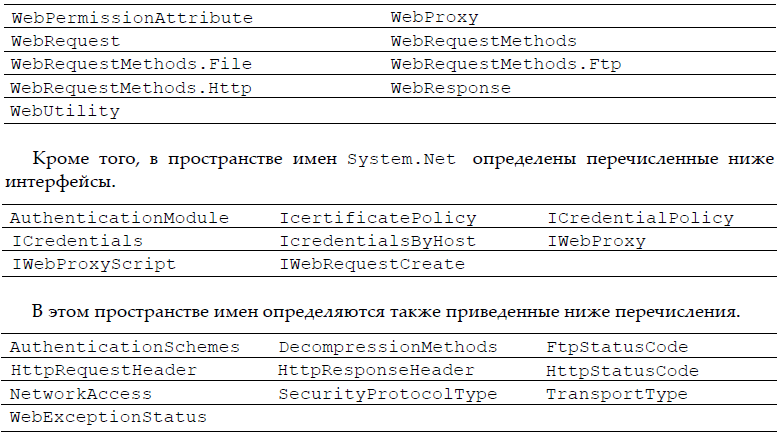 WebPermissionAttribute WebProxy
WebRequest WebRequestMethods
WebRequestMethods.File WebRequestMethods.Ftp
WebRequestMethods.Http WebResponse
WebUtility
Кроме того, в пространстве имен System.Net определены перечисленные ниже
интерфейсы.
AuthenticationModule IcertificatePolicy ICredentialPolicy
ICredentials IcredentialsByHost IWebProxy
IWebProxyScript IWebRequestCreate
В этом пространстве имен определяются также приведенные ниже перечисления.
AuthenticationSchemes DecompressionMethods FtpStatusCode
HttpRequestHeader HttpResponseHeader HttpStatusCode
NetworkAccess SecurityProtocolType TransportType
WebExceptionStatus